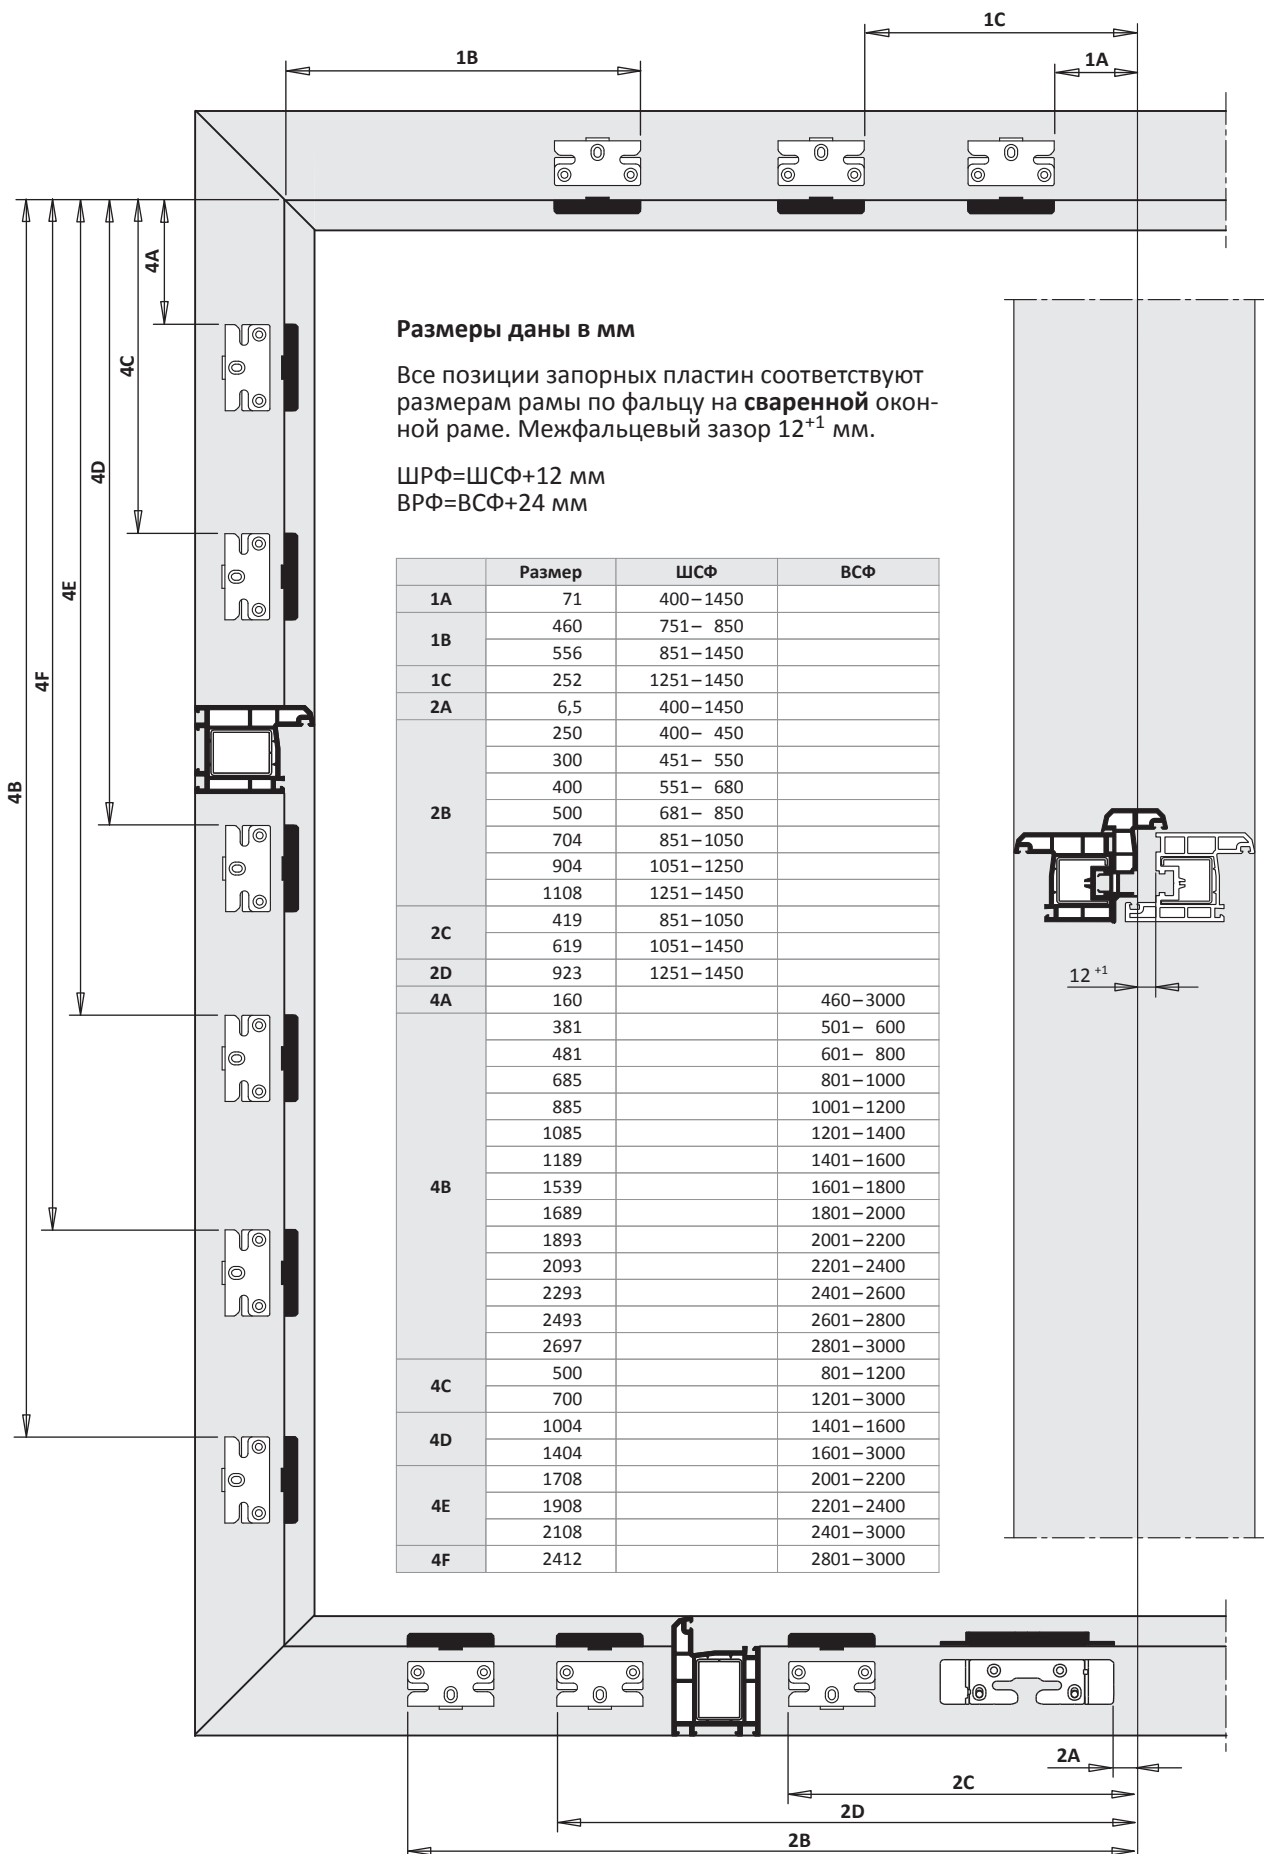 1C
1B
1A
4A
4C
4D
4E
4F
4B
Размеры даны в мм
Все позиции запорных пластин соответствуют
размерам рамы по фальцу на сваренной окон-
ной раме. Межфальцевый зазор 12+1 мм.
ШРФ=ШСФ+12 мм
ВРФ=ВСФ+24 мм
Размер ШСФ ВСФ
1A 71 400–1450
1B 460 751– 850
556 851–1450
1C 252 1251–1450
2A 6,5 400–1450
2B 250 400– 450
300 451– 550
400 551– 680
500 681– 850
704 851–1050
904 1051–1250
1108 1251–1450
2C 419 851–1050
619 1051–1450
2D 923 1251–1450
4A 160 460–3000
4B 381 501– 600
481 601– 800
685 801–1000
885 1001–1200
1085 1201–1400
1189 1401–1600
1539 1601–1800
1689 1801–2000
1893 2001–2200
2093 2201–2400
2293 2401–2600
2493 2601–2800
2697 2801–3000
4C 500 801–1200
700 1201–3000
4D 1004 1401–1600
1404 1601–3000
4E 1708 2001–2200
1908 2201–2400
2108 2401–3000
4F 2412 2801–3000
12 +1
2A
2C
2D
2B